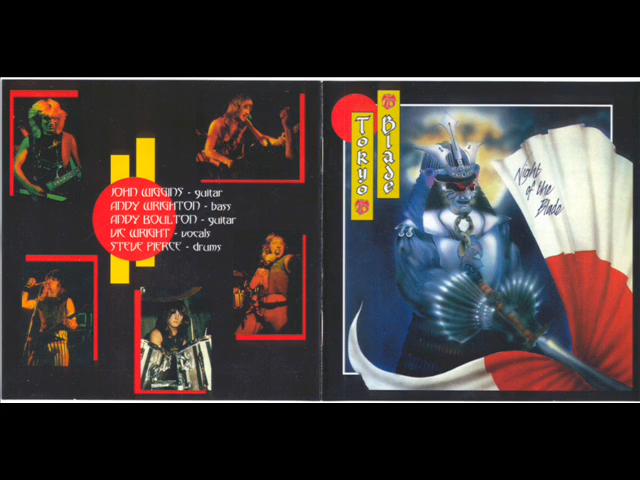 JOHN WIGGINS - guitar
ANDY WRIGHTON - bass
ANDY BOULTON - guitar
VIC WRIGHT - vocals
STEVE PIERCE - drums
Tokyo
Blade
Night
of the
Blade